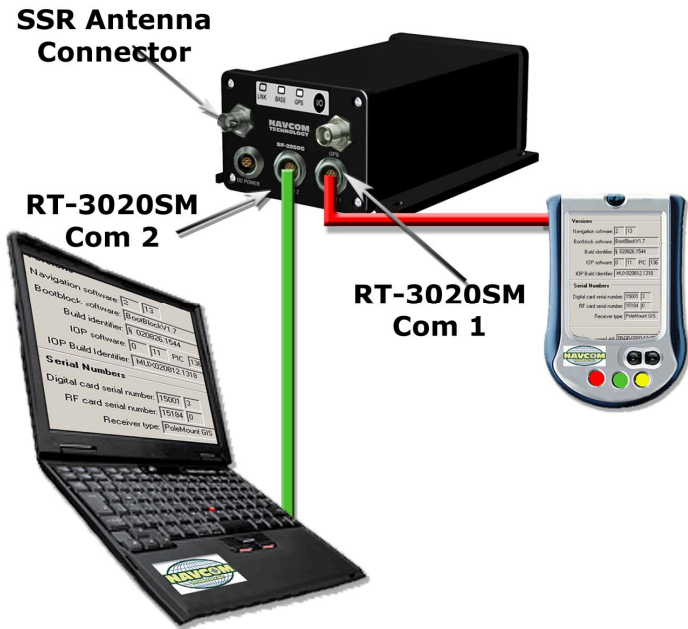 SSR Antenna
Connector
LINK BASE GPS I/O
NAVCOM
TECHNOLOGY
SF-2050G
GPS
DC POWER
RT-3020SM
Com 2
RT-3020SM
Com 1
Versions
Navigation software: 2 13
Bootblock software: BootBlockV1.7
Build identifier: 020826.1544
IOP software: 0 11 PIC 136
IOP Build Identifier: MUX020812.1318
Serial Numbers
Digital card serial number: 15001 3
RF card serial number: 15184 0
Receiver type: PoleMount GIS
NAVCOM
Navigation software: 2 13
Bootblock software: BootBlockV1.7
Build identifier: 020826.1544
IOP software: 0 11 PIC 136
IOP Build Identifier: MUX020812.1318
Serial Numbers
Digital card serial number: 15001 3
RF card serial number: 15184 0
Receiver type: PoleMount GIS
NAVCOM